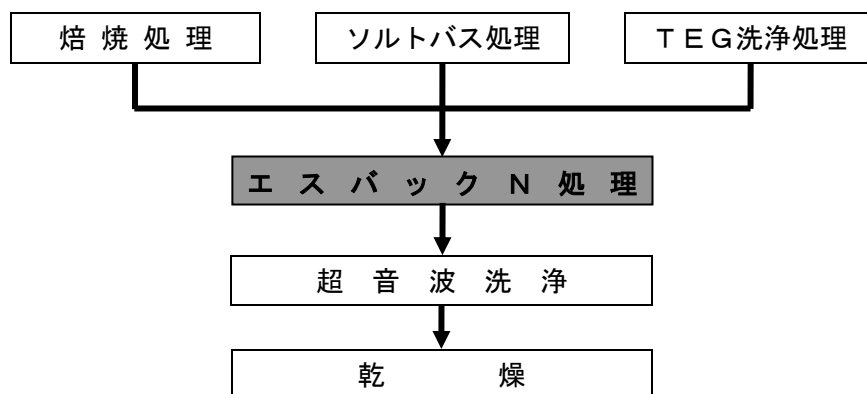 焙焼処理
ソルトバス処理
ＴＥＧ洗浄処理
エスバックＮ処理
超音波洗浄
乾燥